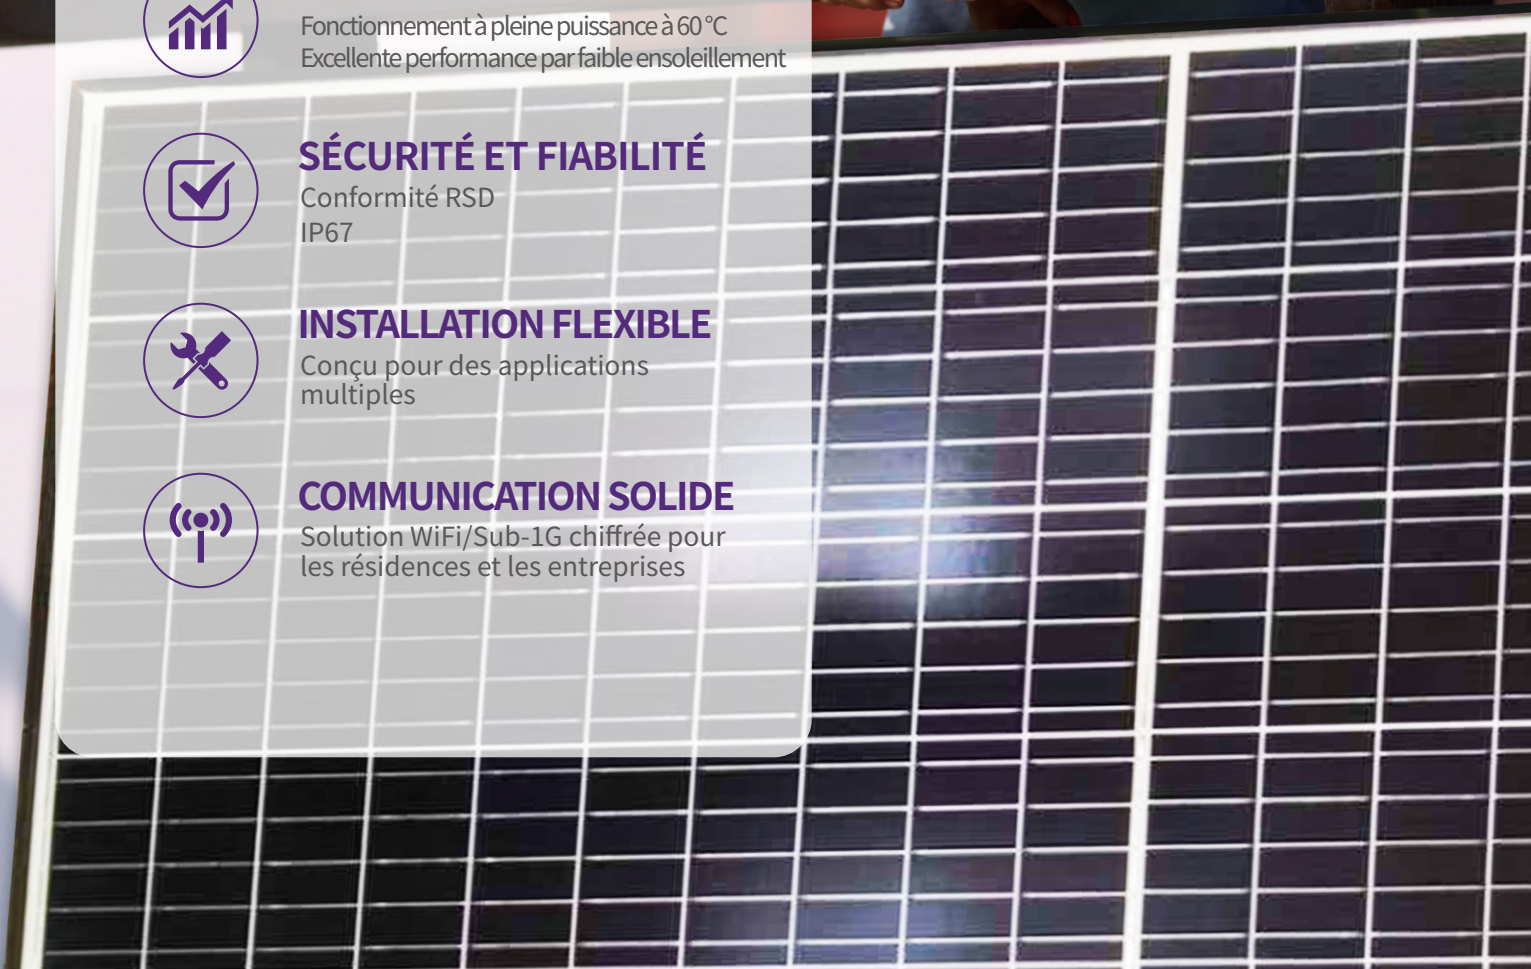 Fonctionnement à pleine puissance à 60 °C
Excellente performance par faible ensoleillement
SÉCURITÉ ET FIABILITÉ
Conformité RSD
IP67
INSTALLATION FLEXIBLE
Conçu pour des applications
multiples
COMMUNICATION SOLIDE
Solution WiFi/Sub-1G chiffrée pour
les résidences et les entreprises